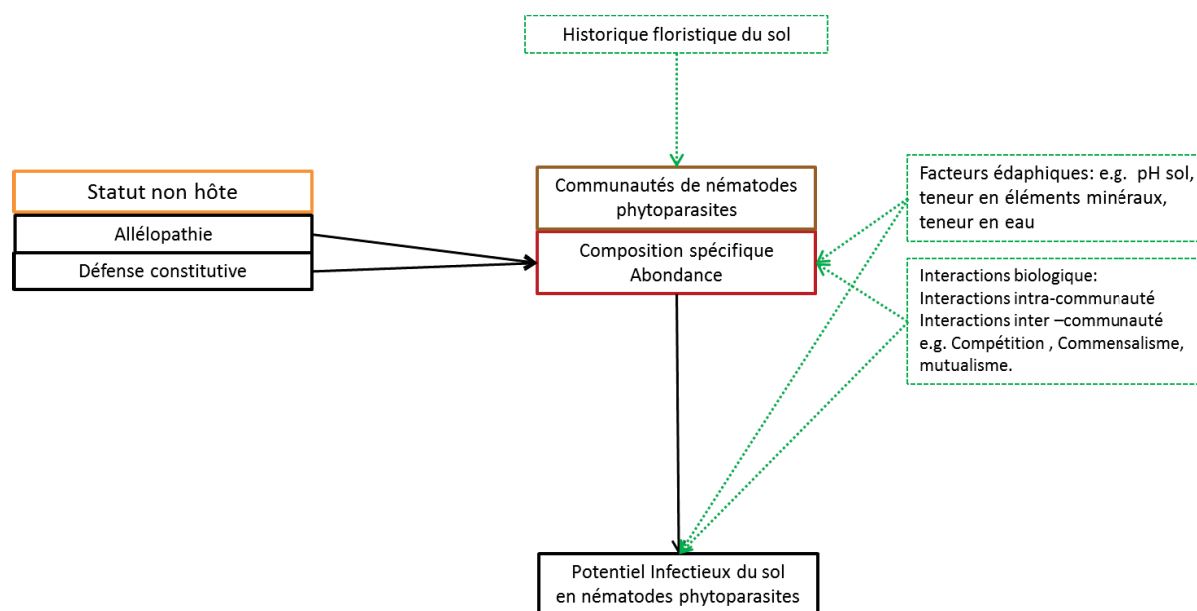 Historique floristique du sol
Statut non hôte
Allélopathie
Défense constitutive
Communautés de nématodes
phytoparasites
Composition spécifique
Abondance
Facteurs édaphiques: e.g. pH sol,
teneur en éléments minéraux,
teneur en eau
Interactions biologique:
Interactions intra-communauté
Interactions inter –communauté
e.g. Compétition , Commensalisme,
mutualisme.
Potentiel Infectieux du sol
en nématodes phytoparasites